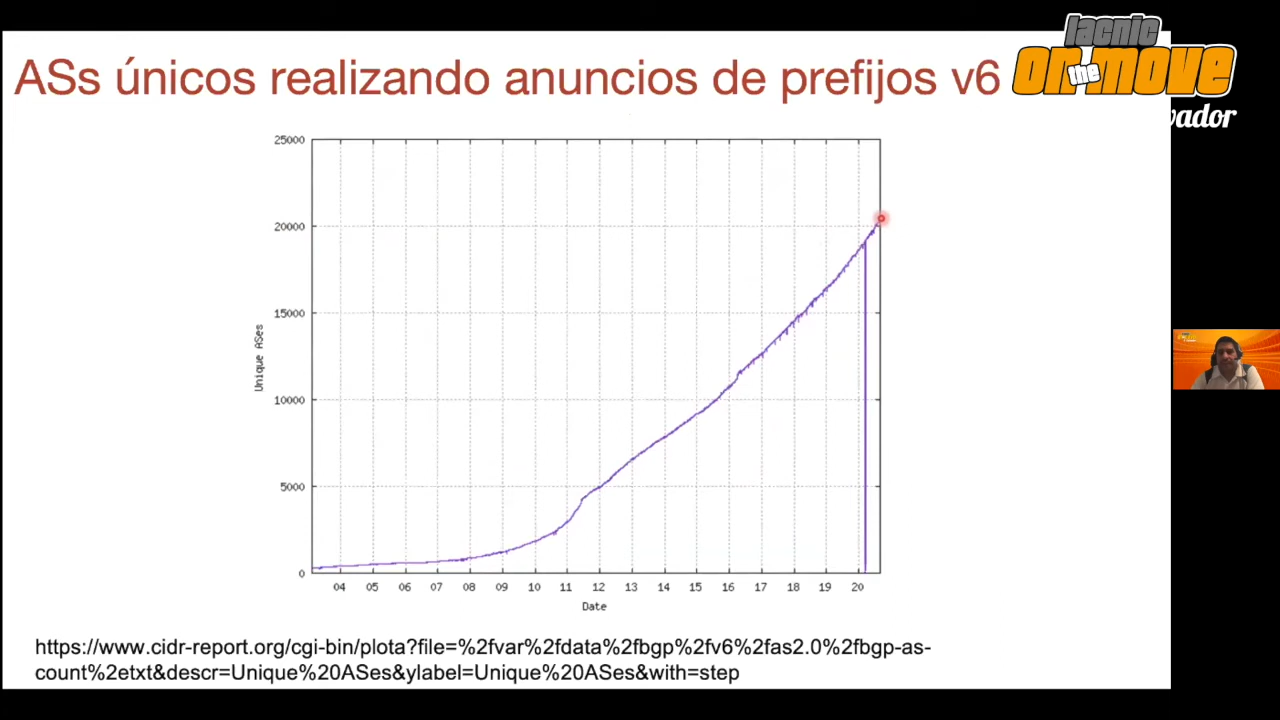 ASs únicos realizando anuncios de prefijos v6
lacnic
on the move
vador
25000
20000
15000
10000
5000
0
Unique ASes
04 05 06 07 08 09 10 11 12 13 14 15 16 17 18 19 20
Date
https://www.cidr-report.org/cgi-bin/plota?file=%2fvar%2fdata%2fbgp%2fv6%2fas2.0%2fbgp-as-
count%2etxt&descr=Unique%20ASes&ylabel=Unique%20ASes&with=step